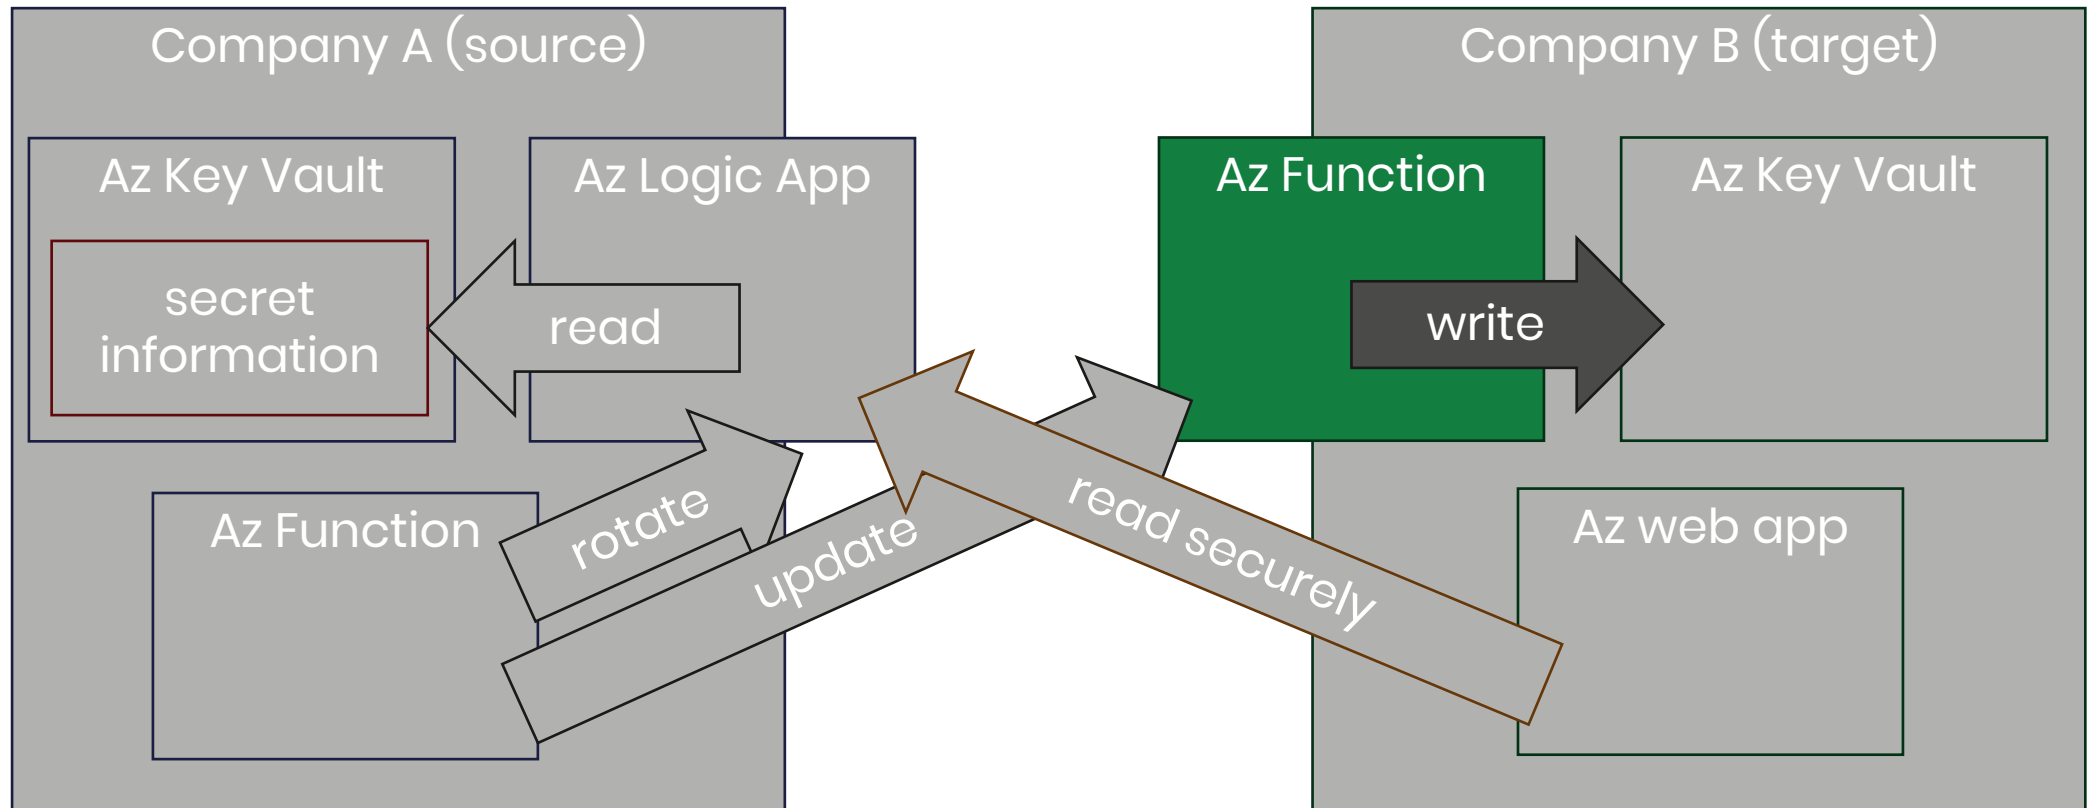 Company A (source)
Az Key Vault
secret
information
Az Logic App
read
Az Function
rotate
update
Company B (target)
Az Function
write
Az Key Vault
read securely
Az web app